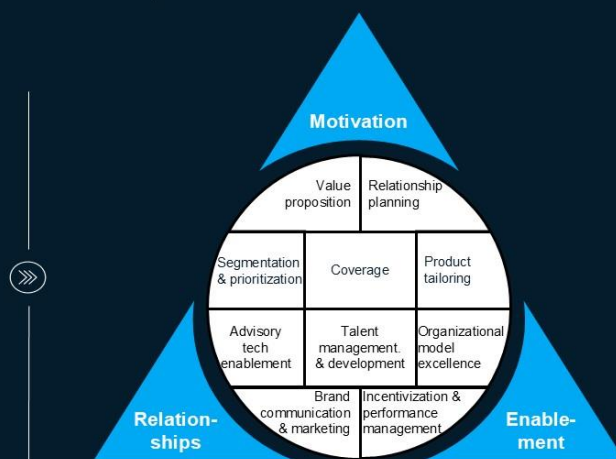 Motivation
Value
proposition
Relationship
planning
Segmentation
& prioritization
Coverage
Product
tailoring
Advisory
tech
enablement
Talent
management.
& development
Organizational
model
excellence
Brand
communication
& marketing
Incentivization &
performance
management
Relation-
ships
Enable-
ment